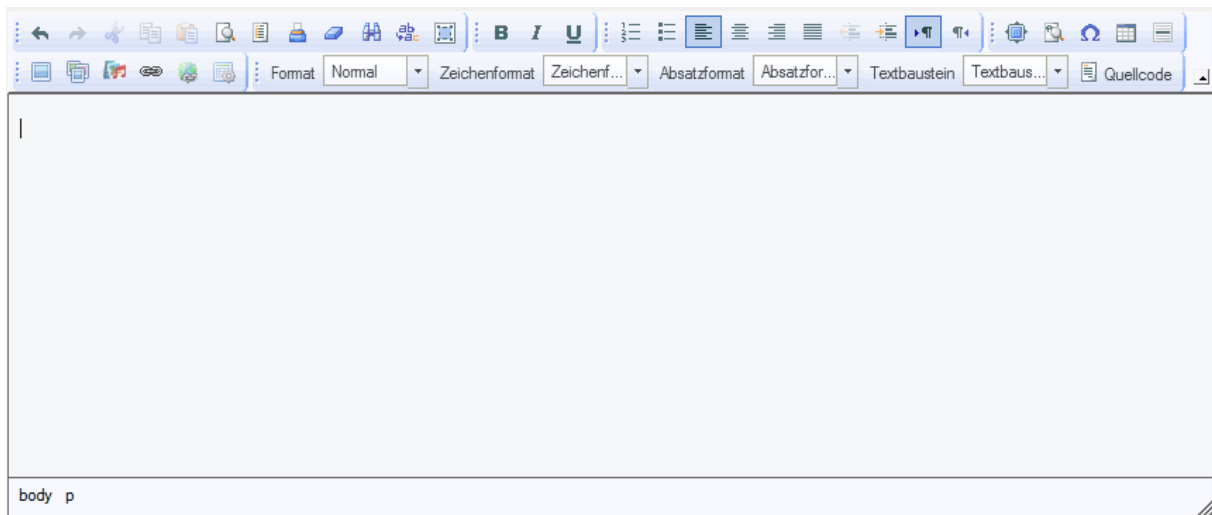 B I U
Format Normal Zeichenformat Zeichenf... Absatzformat Absatzfor... Textbaustein Textbaus... Quellcode
body p